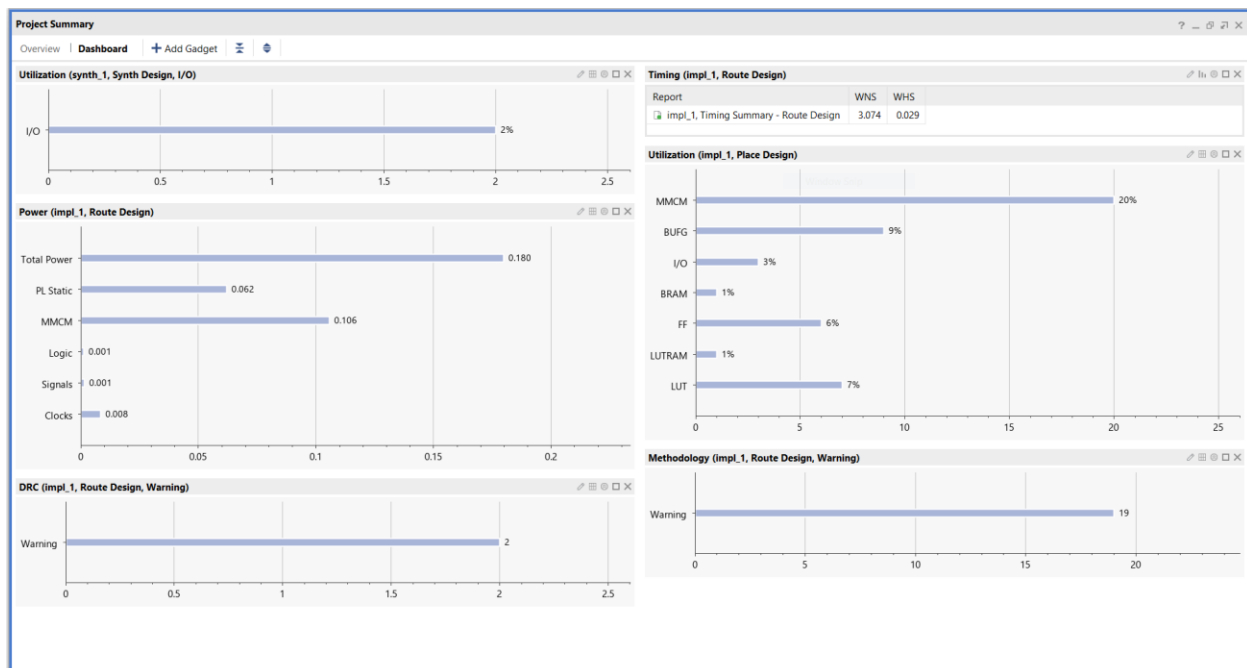 Project Summary
Overview | Dashboard + Add Gadget
Utilization (synth_1, Synth Design, I/O)
I/O 2%
0 0.5 1 1.5 2 2.5
Power (impl_1, Route Design)
Total Power 0.180
PL Static 0.062
MMCM 0.106
Logic 0.001
Signals 0.001
Clocks 0.008
0 0.05 0.1 0.15 0.2
DRC (impl_1, Route Design, Warning)
Warning 2
0 0.5 1 1.5 2 2.5
Timing (impl_1, Route Design)
Report WNS WHS
impl_1, Timing Summary - Route Design 3.074 0.029
Utilization (impl_1, Place Design)
MMCM 20%
BUFG 9%
I/O 3%
BRAM 1%
FF 6%
LUTRAM 1%
LUT 7%
0 5 10 15 20 25
Methodology (impl_1, Route Design, Warning)
Warning 19
0 5 10 15 20